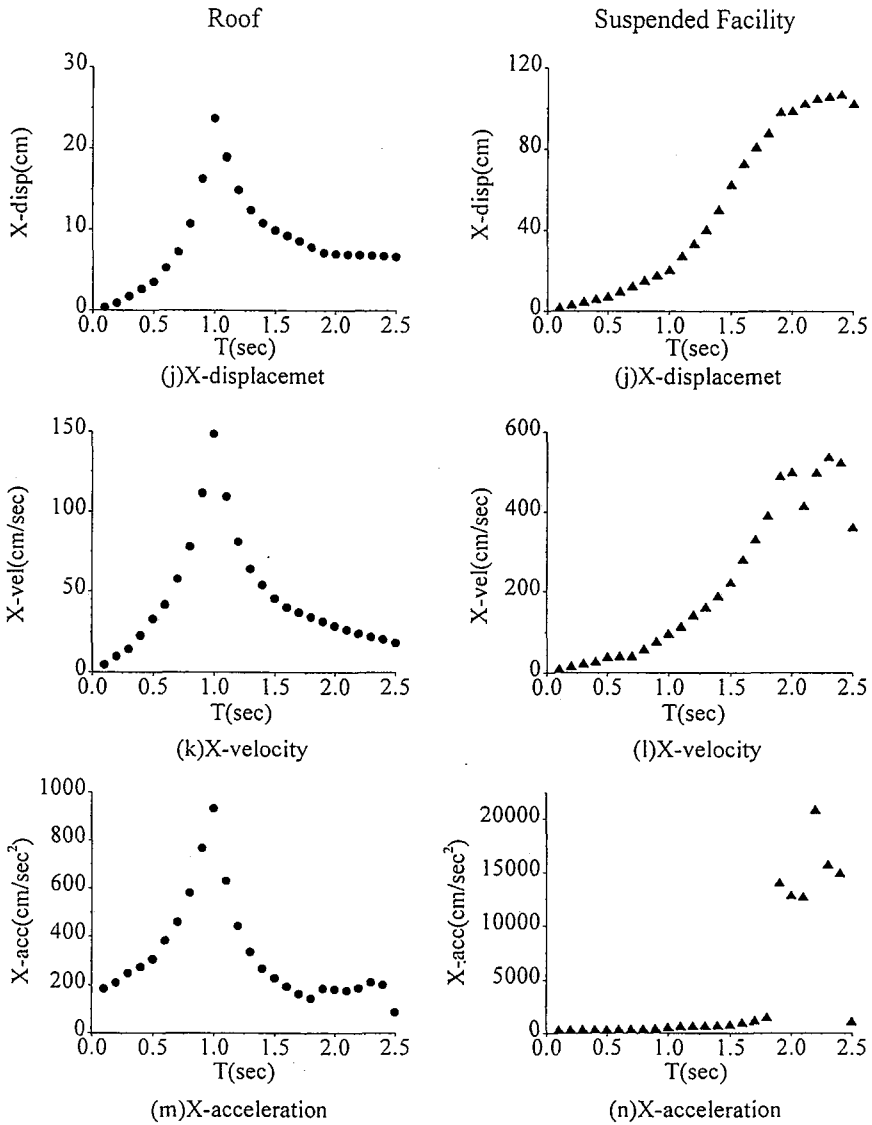 Roof
Suspended Facility
30
20
10
0
X-disp(cm)
0.0 0.5 1.0 1.5 2.0 2.5
T(sec)
(j)X-displacemet
120
80
40
0
X-disp(cm)
0.0 0.5 1.0 1.5 2.0 2.5
T(sec)
(j)X-displacemet
150
100
50
0
X-vel(cm/sec)
0.0 0.5 1.0 1.5 2.0 2.5
T(sec)
(k)X-velocity
600
400
200
0
X-vel(cm/sec)
0.0 0.5 1.0 1.5 2.0 2.5
T(sec)
(l)X-velocity
1000
800
600
400
200
0
X-acc(cm/sec²)
0.0 0.5 1.0 1.5 2.0 2.5
T(sec)
(m)X-acceleration
20000
15000
10000
5000
0
X-acc(cm/sec²)
0.0 0.5 1.0 1.5 2.0 2.5
T(sec)
(n)X-acceleration